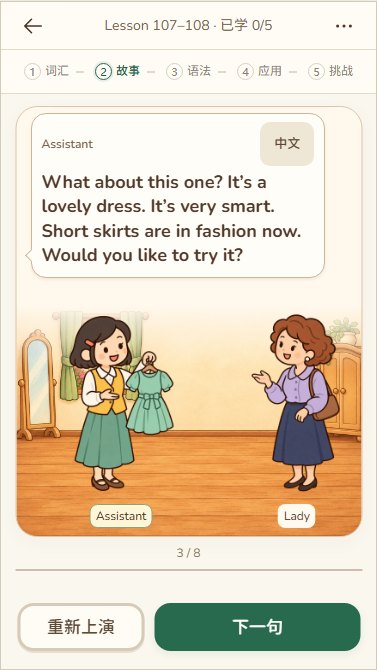 Lesson 107–108 · 已学 0/5
1 词汇 – 2 故事 – 3 语法 – 4 应用 – 5 挑战
Assistant
中文
What about this one? It’s a
lovely dress. It’s very smart.
Short skirts are in fashion now.
Would you like to try it?
Assistant
Lady
3 / 8
重新上演
下一句